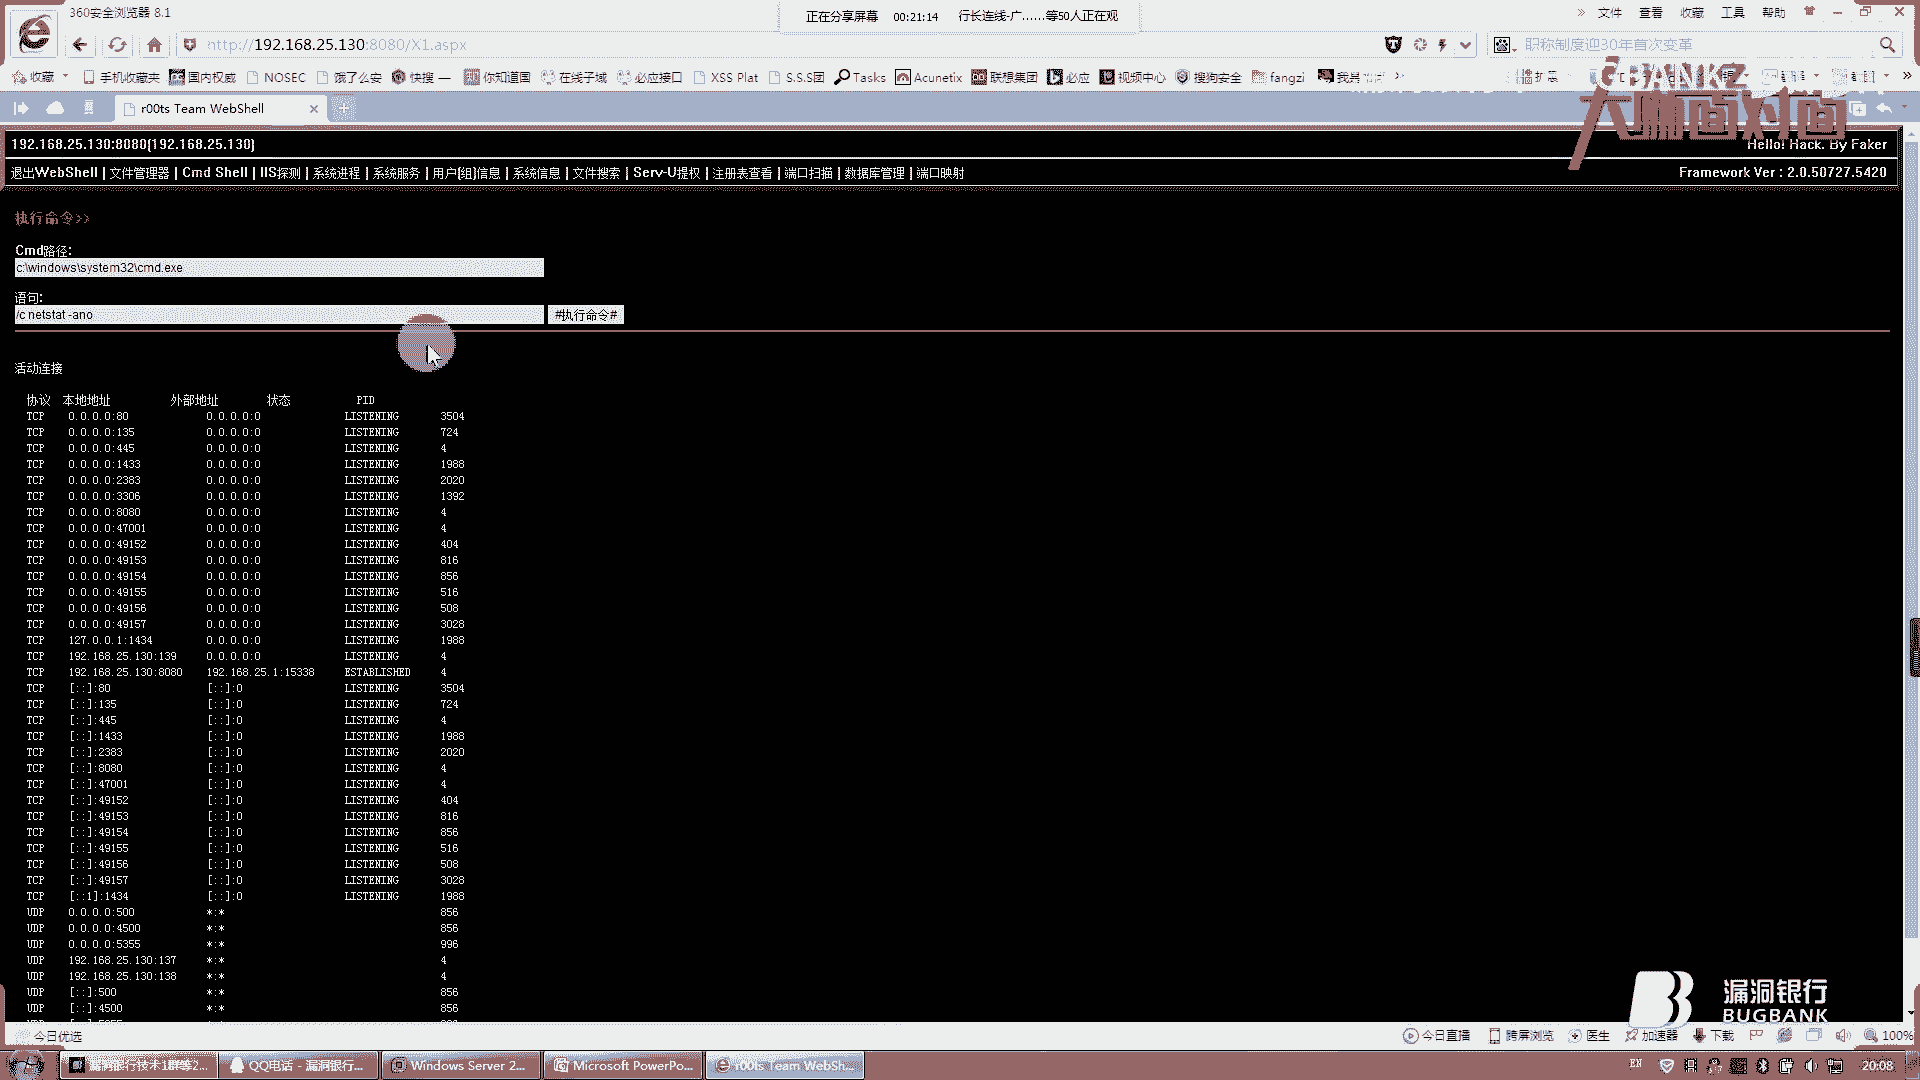 360安全浏览器 8.1
正在分享屏幕 00:21:14 行长连线-广......等50人正在观
» 文件 查看 收藏 工具 帮助
http://192.168.25.130:8080/X1.aspx
职称制度迎30年首次变革
收藏 手机收藏夹 国内权威 NOSEC 饿了么安 快搜 — 你知道国 在线子域 必应接口 XSS Plat S.S.S团 Tasks Acunetix 联想集团 必应 视频中心 搜狗安全 fangzi
r00ts Team WebShell
大咖面对面
192.168.25.130:8080(192.168.25.130)
Hello! Hack. By Faker
退出WebShell | 文件管理器 | Cmd Shell | IIS探测 | 系统进程 | 系统服务 | 用户[组]信息 | 系统信息 | 文件搜索 | Serv-U提权 | 注册表查看 | 端口扫描 | 数据库管理 | 端口映射
Framework Ver : 2.0.50727.5420
执行命令>>
Cmd路径:
c:\windows\system32\cmd.exe
语句:
/c netstat -ano #执行命令#
活动连接
协议 本地地址 外部地址 状态 PID
TCP 0.0.0.0:80 0.0.0.0:0 LISTENING 3504
TCP 0.0.0.0:135 0.0.0.0:0 LISTENING 724
TCP 0.0.0.0:445 0.0.0.0:0 LISTENING 4
TCP 0.0.0.0:1433 0.0.0.0:0 LISTENING 1988
TCP 0.0.0.0:2383 0.0.0.0:0 LISTENING 2020
TCP 0.0.0.0:3306 0.0.0.0:0 LISTENING 1392
TCP 0.0.0.0:8080 0.0.0.0:0 LISTENING 4
TCP 0.0.0.0:47001 0.0.0.0:0 LISTENING 4
TCP 0.0.0.0:49152 0.0.0.0:0 LISTENING 404
TCP 0.0.0.0:49153 0.0.0.0:0 LISTENING 816
TCP 0.0.0.0:49154 0.0.0.0:0 LISTENING 856
TCP 0.0.0.0:49155 0.0.0.0:0 LISTENING 516
TCP 0.0.0.0:49156 0.0.0.0:0 LISTENING 508
TCP 0.0.0.0:49157 0.0.0.0:0 LISTENING 3028
TCP 127.0.0.1:1434 0.0.0.0:0 LISTENING 1988
TCP 192.168.25.130:139 0.0.0.0:0 LISTENING 4
TCP 192.168.25.130:8080 192.168.25.1:15338 ESTABLISHED 4
TCP [::]:80 [::]:0 LISTENING 3504
TCP [::]:135 [::]:0 LISTENING 724
TCP [::]:445 [::]:0 LISTENING 4
TCP [::]:1433 [::]:0 LISTENING 1988
TCP [::]:2383 [::]:0 LISTENING 2020
TCP [::]:8080 [::]:0 LISTENING 4
TCP [::]:47001 [::]:0 LISTENING 4
TCP [::]:49152 [::]:0 LISTENING 404
TCP [::]:49153 [::]:0 LISTENING 816
TCP [::]:49154 [::]:0 LISTENING 856
TCP [::]:49155 [::]:0 LISTENING 516
TCP [::]:49156 [::]:0 LISTENING 508
TCP [::]:49157 [::]:0 LISTENING 3028
TCP [::1]:1434 [::]:0 LISTENING 1988
UDP 0.0.0.0:500 *:* 856
UDP 0.0.0.0:4500 *:* 856
UDP 0.0.0.0:5355 *:* 996
UDP 192.168.25.130:137 *:* 4
UDP 192.168.25.130:138 *:* 4
UDP [::]:500 *:* 856
UDP [::]:4500 *:* 856
漏洞银行
BUGBANK
今日优选
今日直播 跨屏浏览 医生 加速器 下载 100%
漏洞银行技术1群等2... QQ电话 - 漏洞银行... Windows Server 2... Microsoft PowerPo... r00ts Team WebSh...
EN 20:08